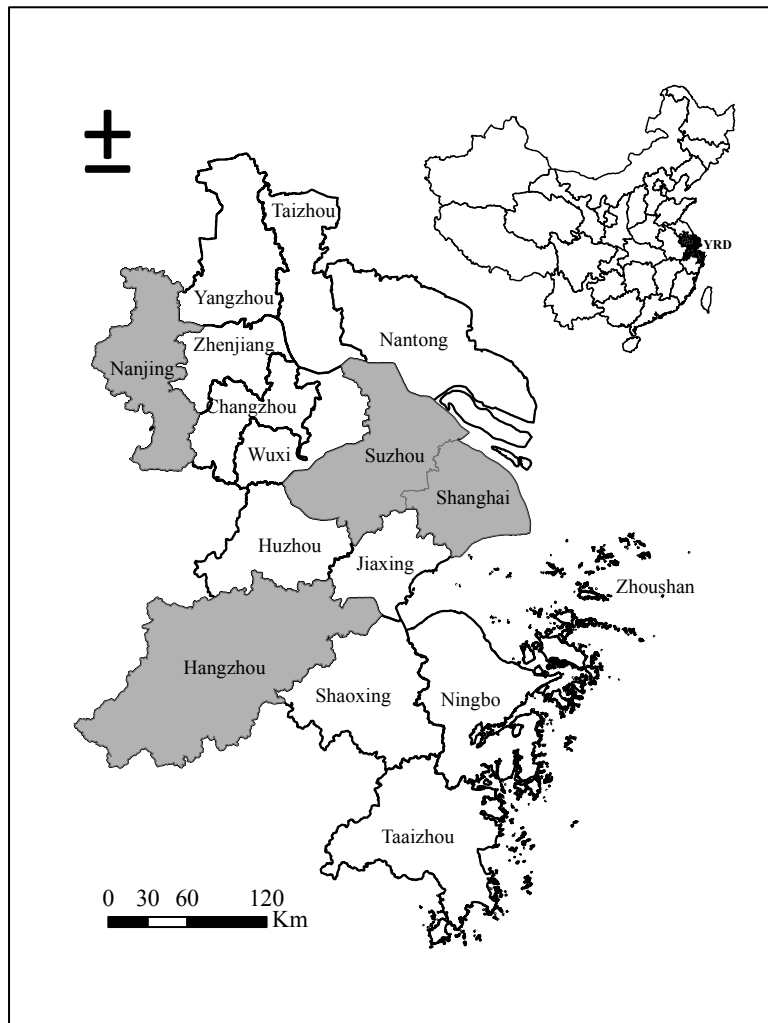 ±
Taizhou
YRD
Yangzhou
Nantong
Zhenjiang
Nanjing
Changzhou
Wuxi
Suzhou
Shanghai
Huzhou
Jiaxing
Zhoushan
Hangzhou
Shaoxing
Ningbo
Taaizhou
0 30 60 120
Km